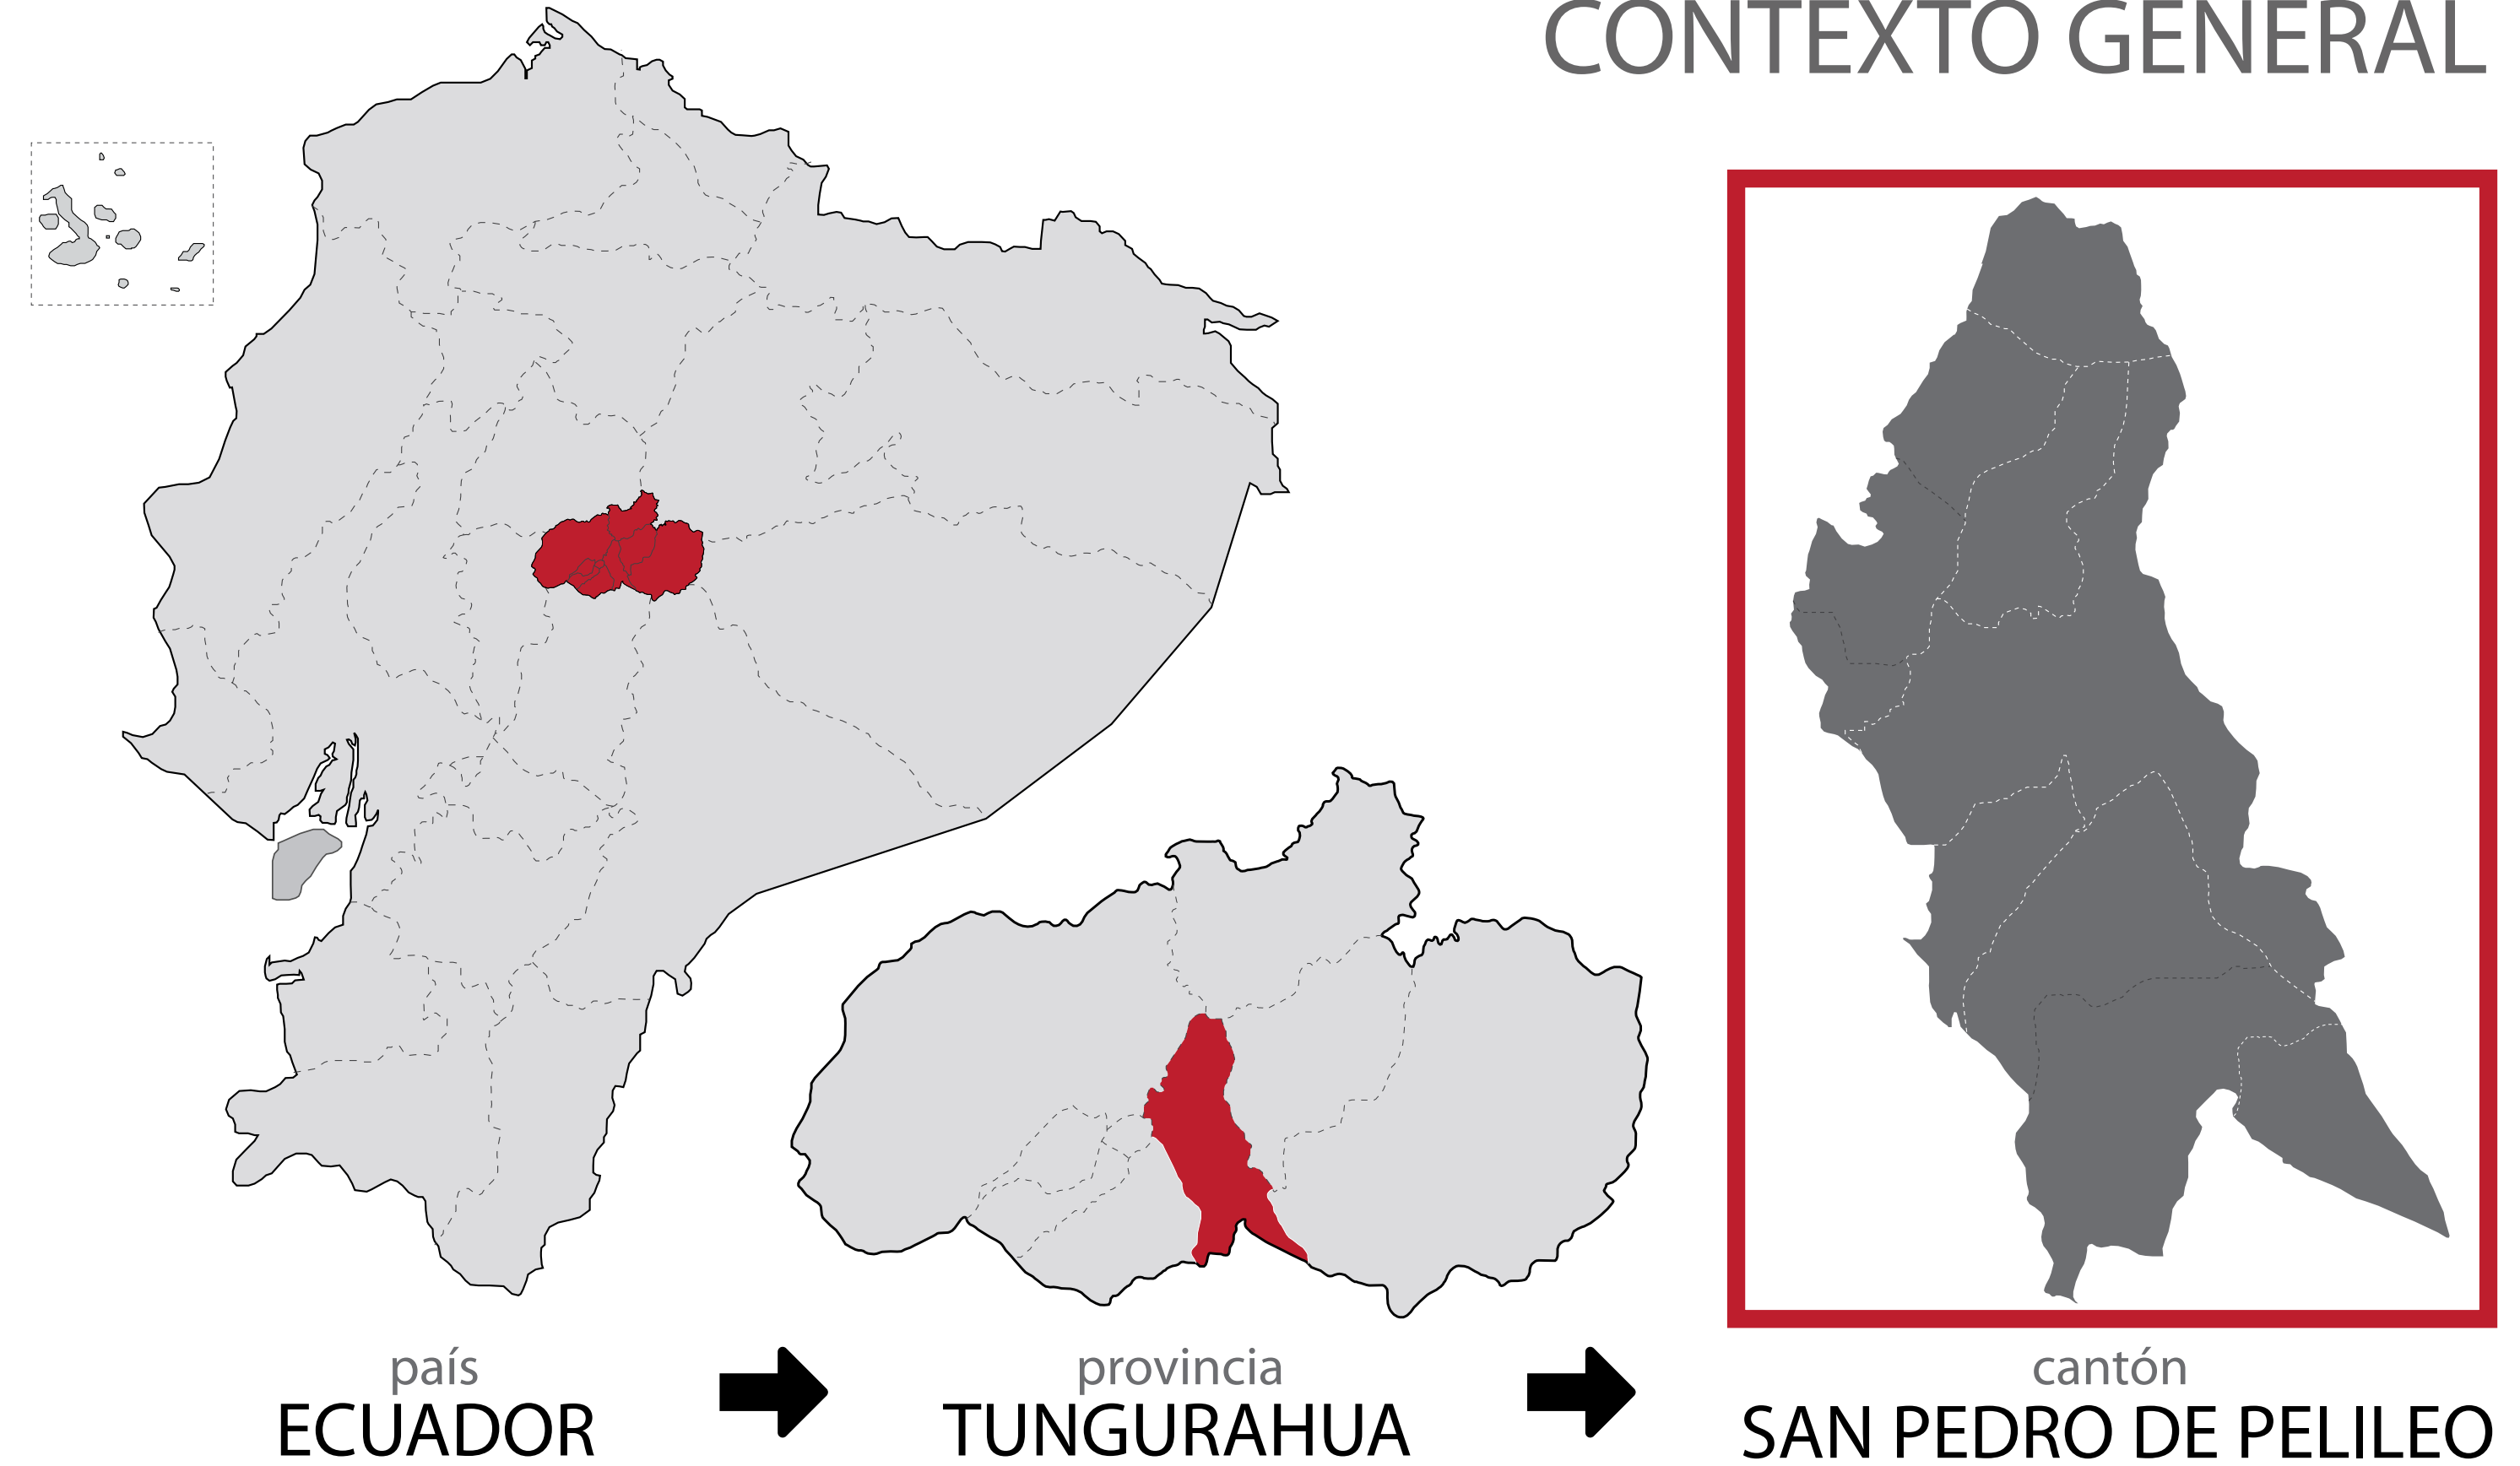 CONTEXTO GENERAL
país
ECUADOR
provincia
TUNGURAHUA
cantón
SAN PEDRO DE PELILEO